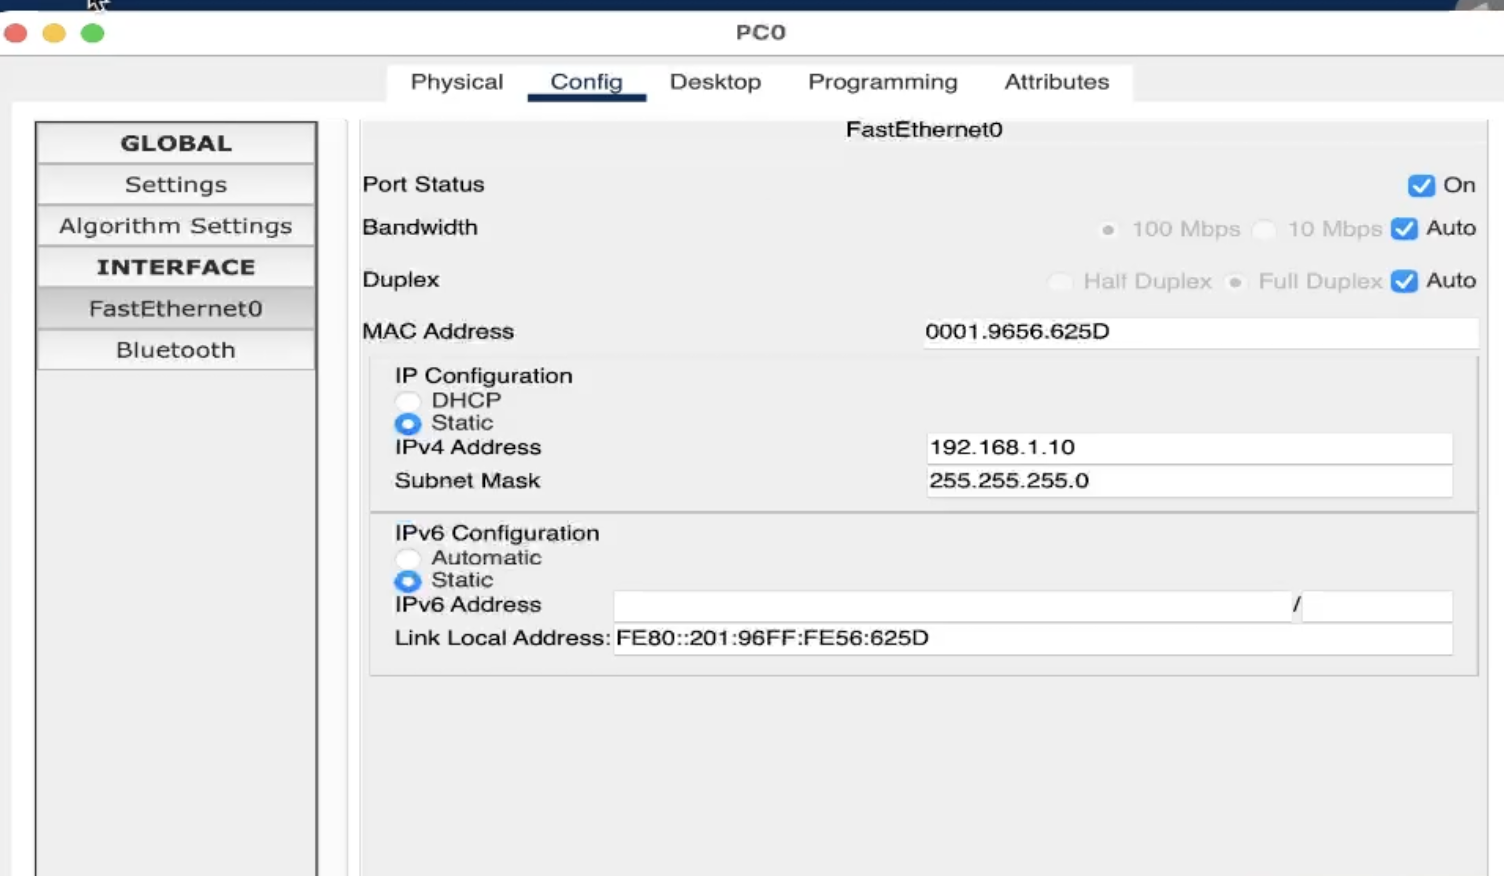 PC0
Physical Config Desktop Programming Attributes
GLOBAL
Settings
Algorithm Settings
INTERFACE
FastEthernet0
Bluetooth
FastEthernet0
Port Status On
Bandwidth 100 Mbps 10 Mbps Auto
Duplex Half Duplex Full Duplex Auto
MAC Address 0001.9656.625D
IP Configuration
DHCP
Static
IPv4 Address 192.168.1.10
Subnet Mask 255.255.255.0
IPv6 Configuration
Automatic
Static
IPv6 Address /
Link Local Address: FE80::201:96FF:FE56:625D